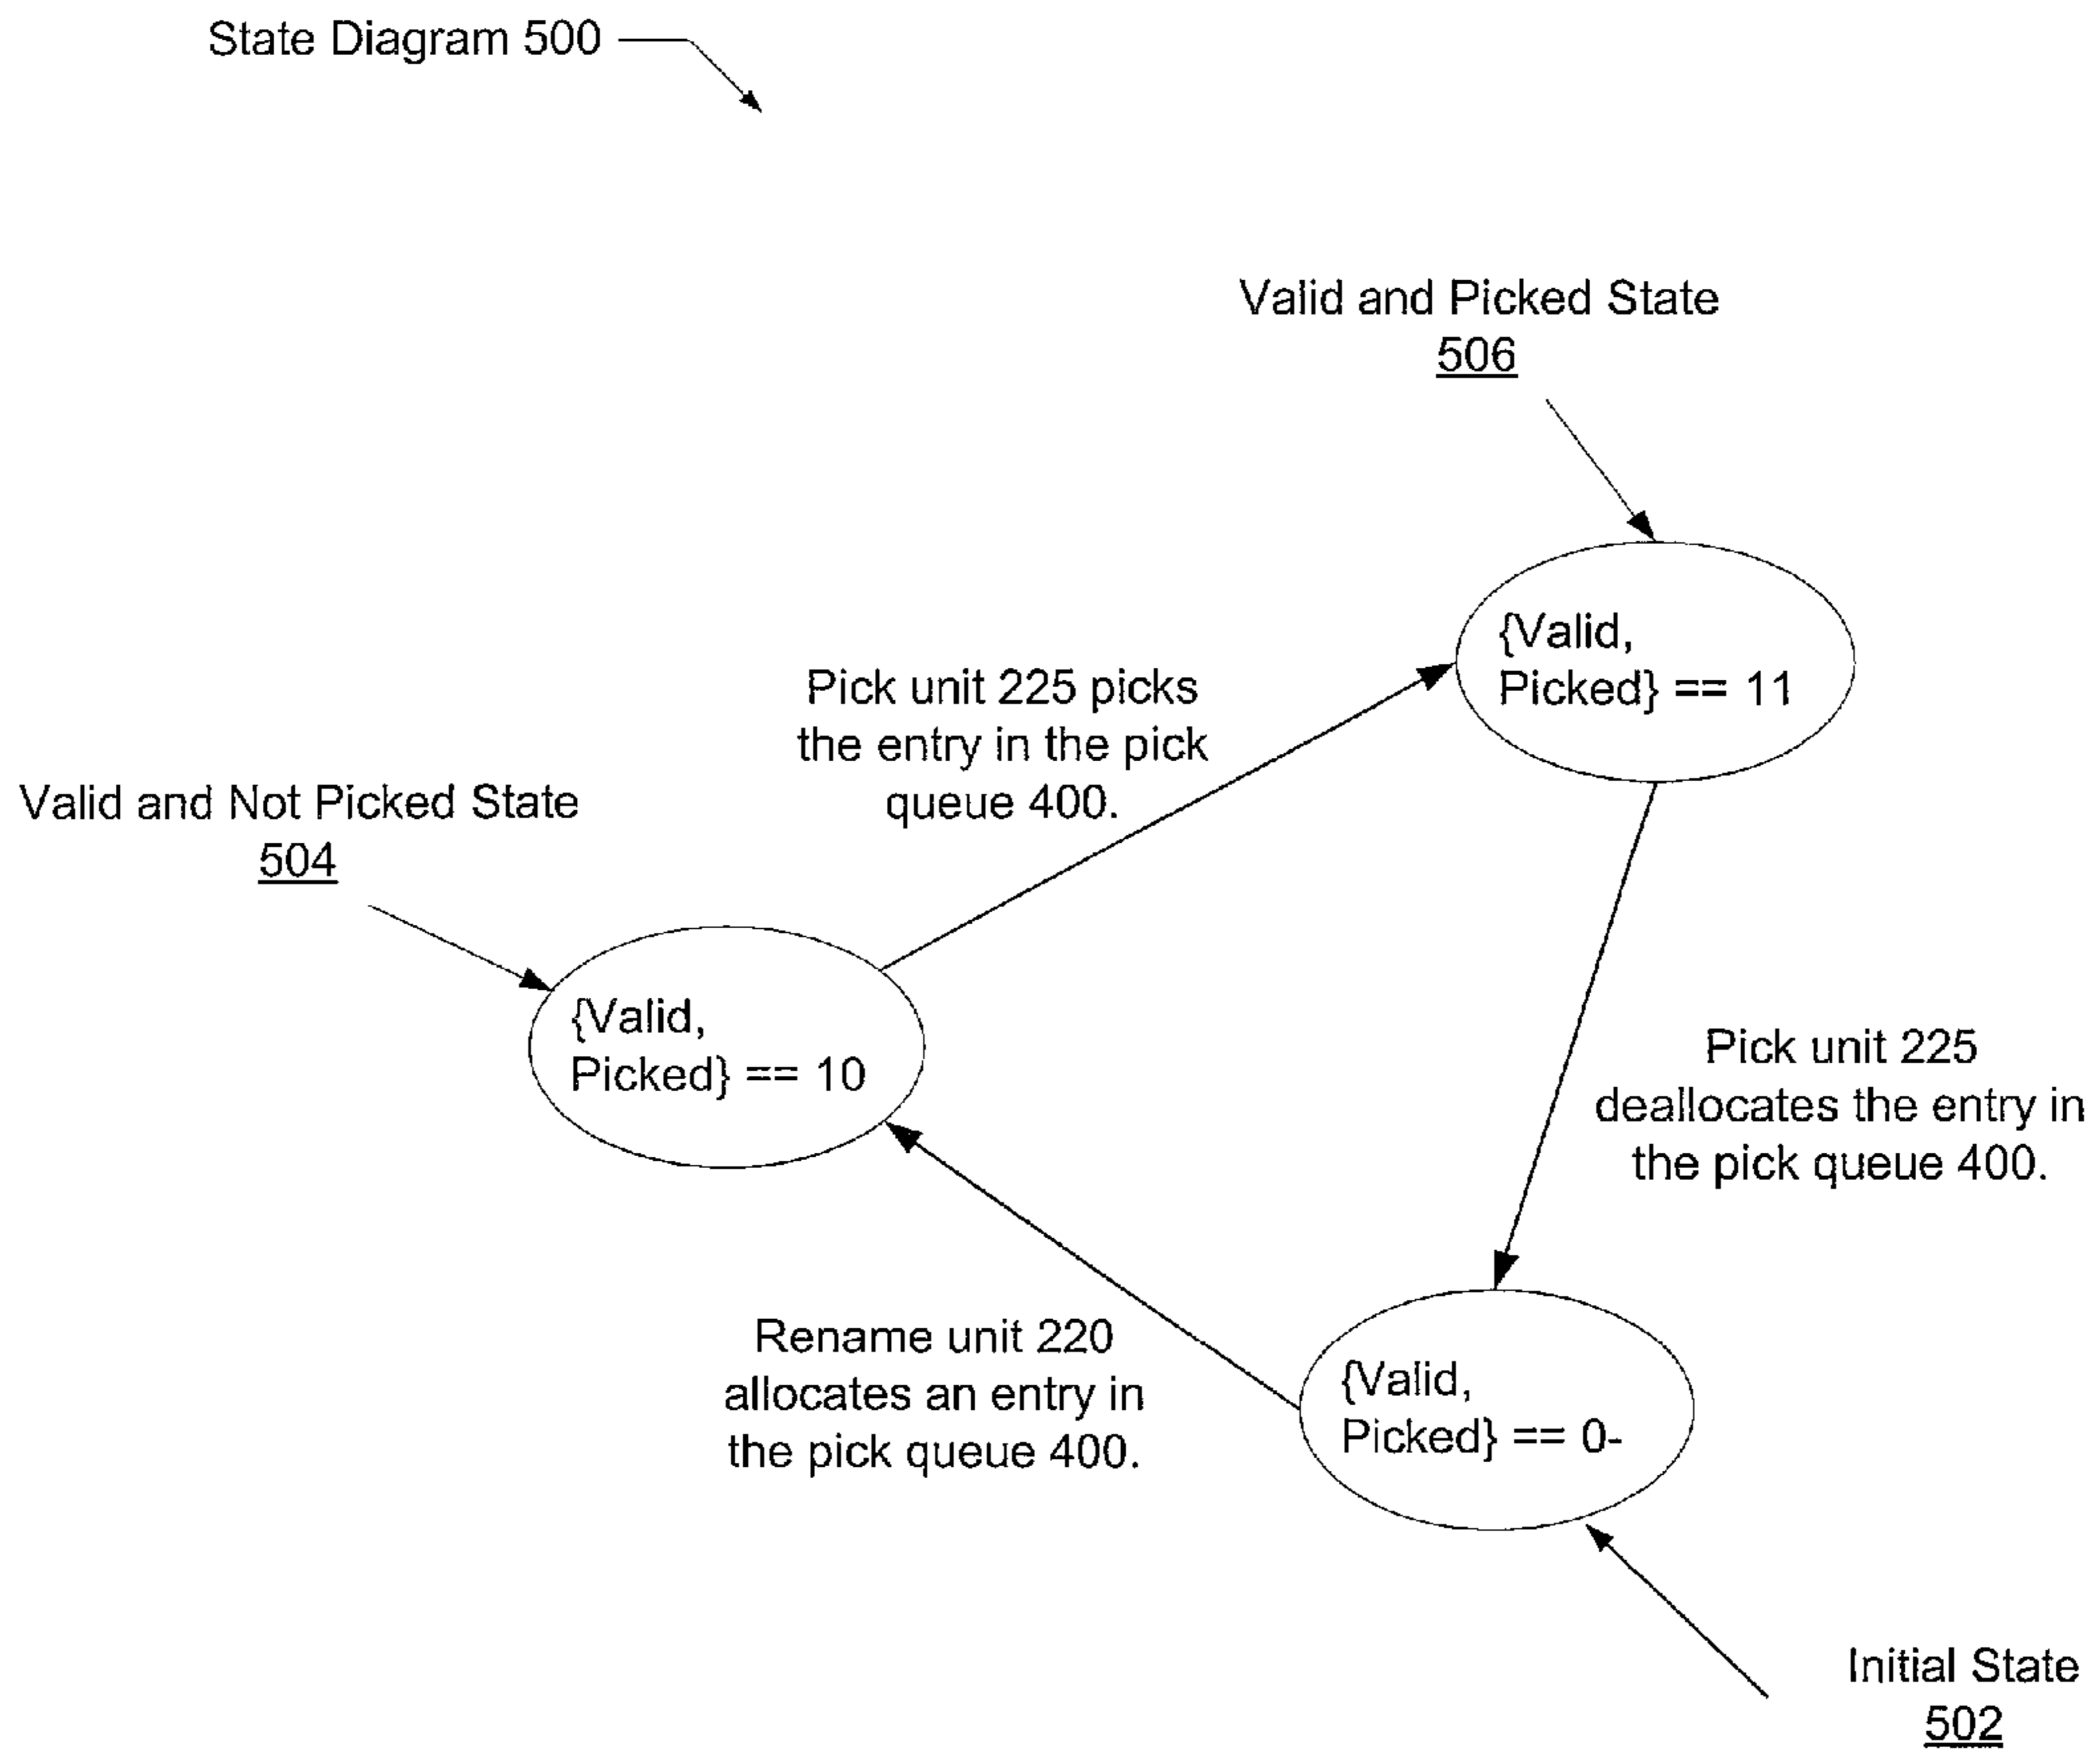 State Diagram 500
Valid and Picked State
506
{Valid,
Picked} == 11
Pick unit 225 picks
the entry in the pick
queue 400.
Valid and Not Picked State
504
{Valid,
Picked} == 10
Pick unit 225
deallocates the entry in
the pick queue 400.
Rename unit 220
allocates an entry in
the pick queue 400.
{Valid,
Picked} == 0-
Initial State
502